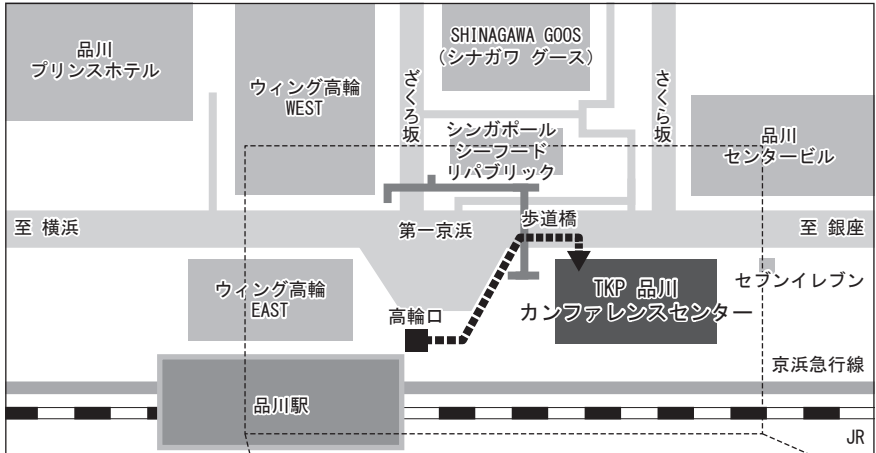 品川
プリンスホテル
ウィング高輪
WEST
ざくろ坂
SHINAGAWA GOOS
(シナガワ グース)
さくら坂
シンガポール
シーフード
リパブリック
品川
センタービル
至 横浜
第一京浜
歩道橋
至 銀座
ウィング高輪
EAST
高輪口
TKP 品川
カンファレンスセンター
セブンイレブン
京浜急行線
品川駅
JR